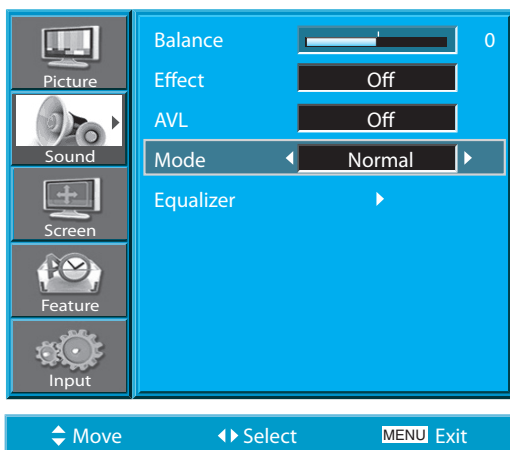 Picture
Sound
Screen
Feature
Input
Balance 0
Effect Off
AVL Off
Mode Normal
Equalizer
Move Select MENU Exit